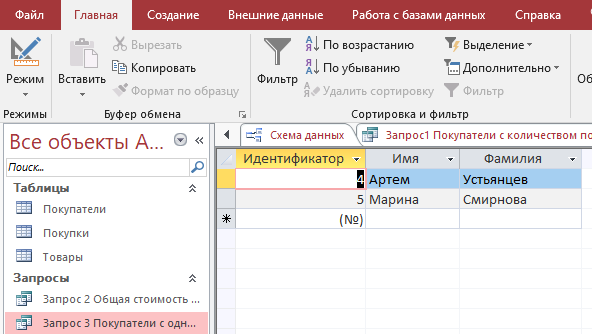 Файл Главная Создание Внешние данные Работа с базами данных Справка
Режим
Режимы
Вставить
Вырезать
Копировать
Формат по образцу
Буфер обмена
Фильтр
По возрастанию
По убыванию
Удалить сортировку
Выделение
Дополнительно
Фильтр
Сортировка и фильтр
Об
Все объекты A...
Поиск...
Таблицы
Покупатели
Покупки
Товары
Запросы
Запрос 2 Общая стоимость ...
Запрос 3 Покупатели с одн...
Схема данных Запрос1 Покупатели с количеством по
Идентификатор Имя Фамилия
4 Артем Устьянцев
5 Марина Смирнова
(№)